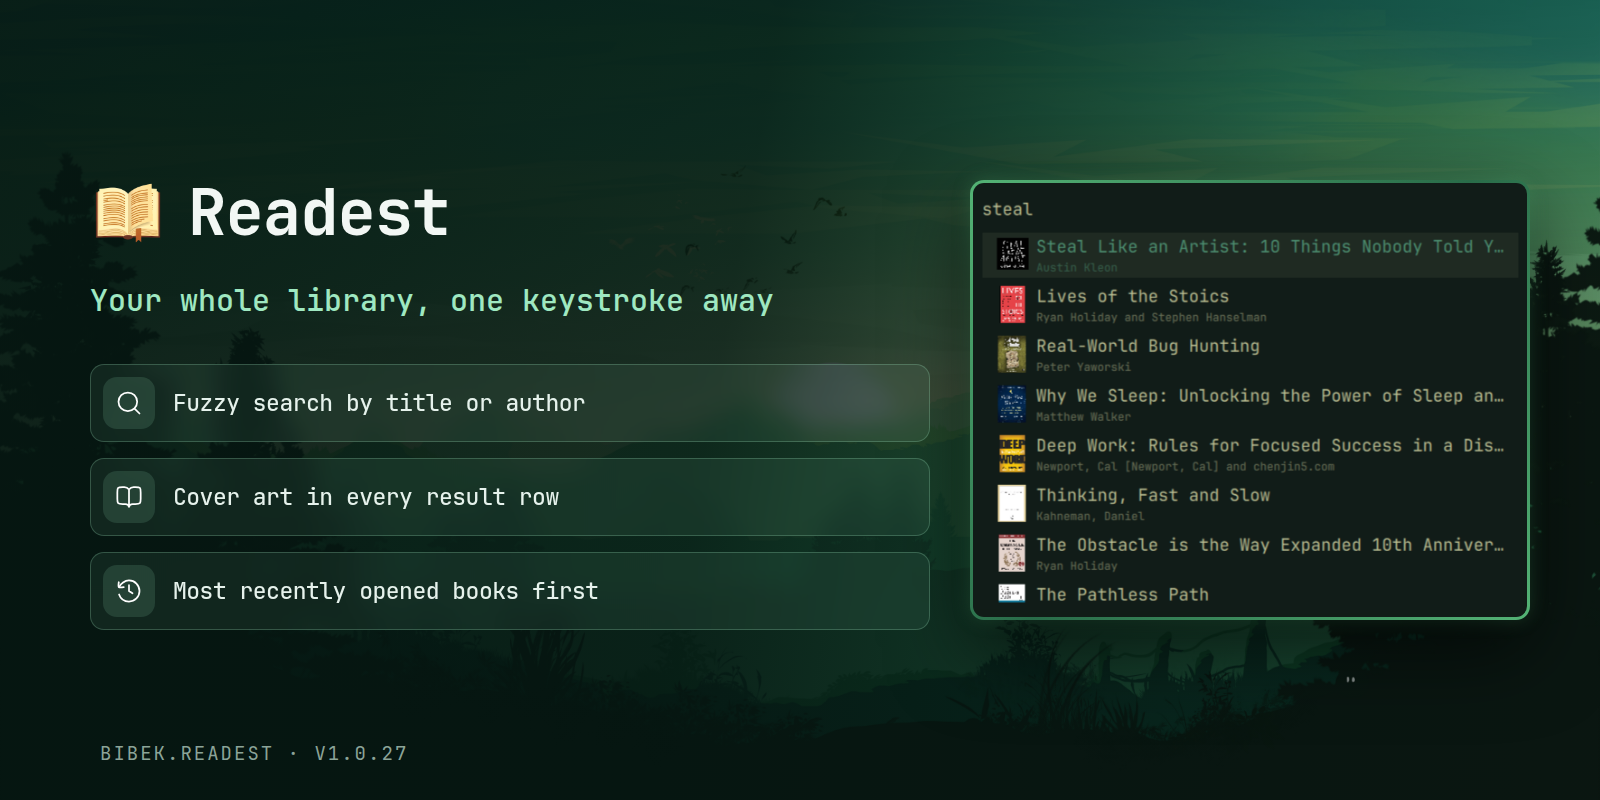 Readest
Your whole library, one keystroke away
Fuzzy search by title or author
Cover art in every result row
Most recently opened books first
BIBEK.READEST · V1.0.27
steal
Steal Like an Artist: 10 Things Nobody Told Y…
Austin Kleon
Lives of the Stoics
Ryan Holiday and Stephen Hanselman
Real-World Bug Hunting
Peter Yaworski
Why We Sleep: Unlocking the Power of Sleep an…
Matthew Walker
Deep Work: Rules for Focused Success in a Dis…
Newport, Cal [Newport, Cal] and chenjin5.com
Thinking, Fast and Slow
Kahneman, Daniel
The Obstacle is the Way Expanded 10th Anniver…
Ryan Holiday
The Pathless Path